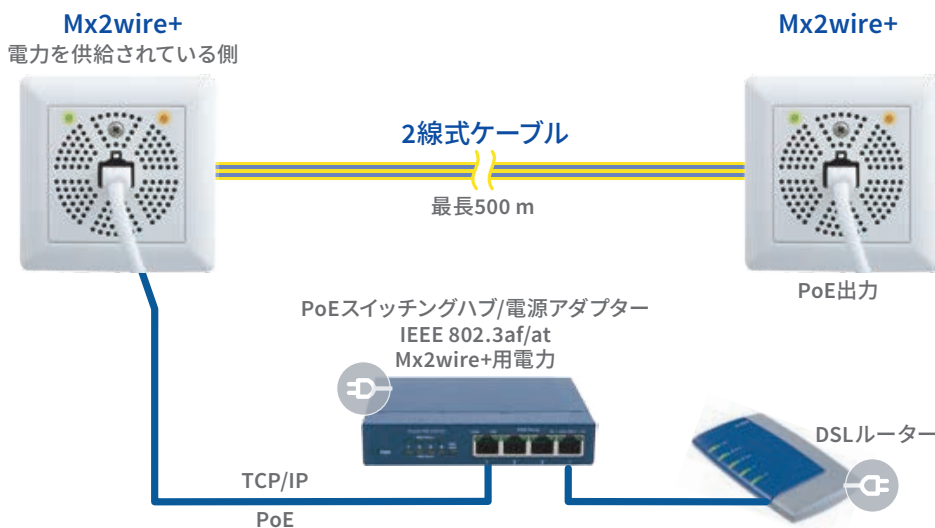 Mx2wire+
電力を供給されている側
Mx2wire+
2線式ケーブル
最長500 m
PoE出力
PoEスイッチングハブ/電源アダプター
IEEE 802.3af/at
Mx2wire+用電力
DSLルーター
TCP/IP
PoE